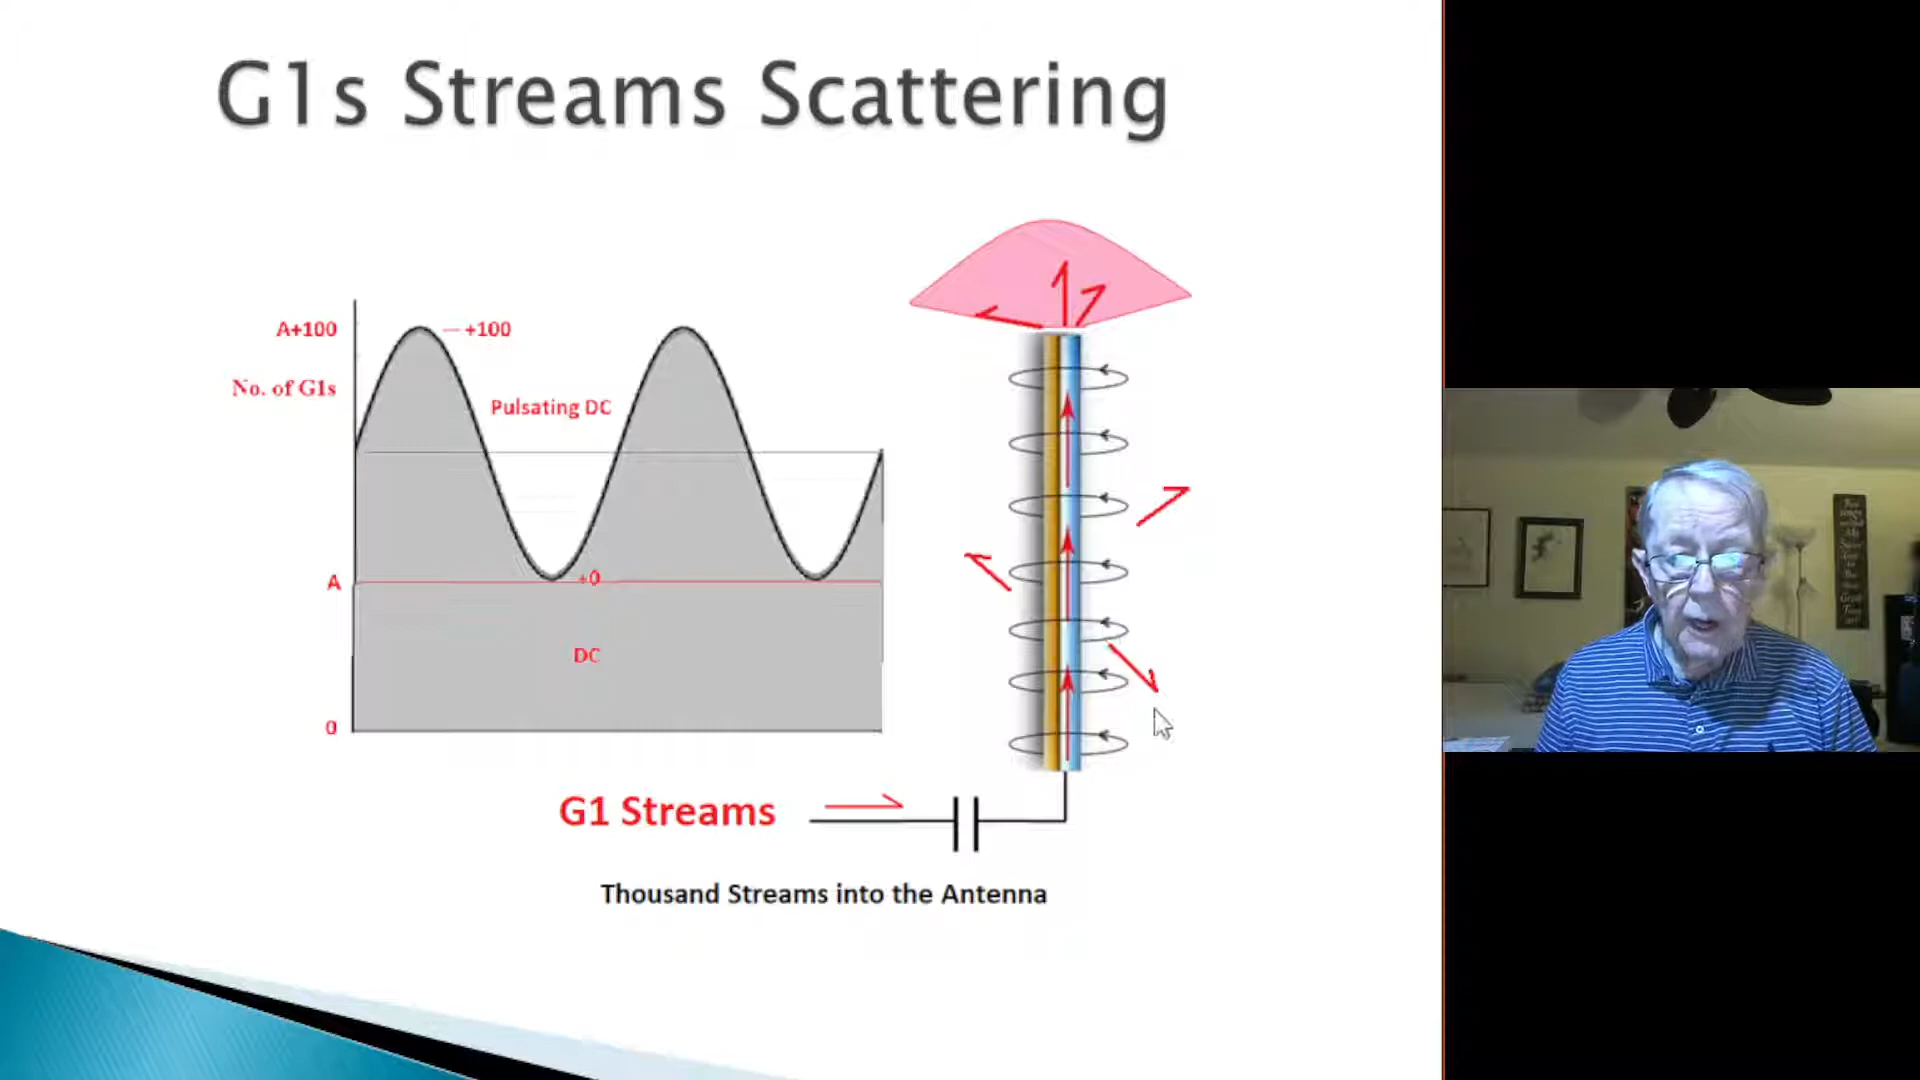 G1s Streams Scattering
A+100
+100
No. of G1s
Pulsating DC
A
+0
DC
0
G1 Streams
Thousand Streams into the Antenna